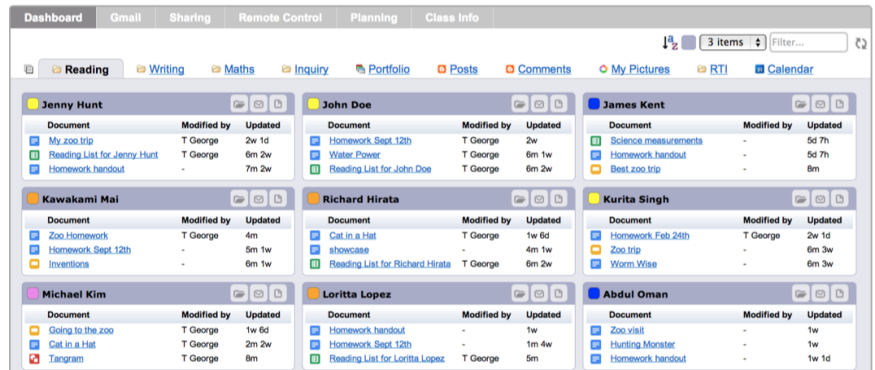 Dashboard Gmail Sharing Remote Control Planning Class Info
3 items Filter...
Reading Writing Maths Inquiry Portfolio Posts Comments My Pictures RTI Calendar
Jenny Hunt
Document Modified by Updated
My zoo trip T George 2w 1d
Reading List for Jenny Hunt T George 6m 2w
Homework handout - 7m 2w
John Doe
Document Modified by Updated
Homework Sept 12th T George 2w
Water Power T George 6m 1w
Reading List for John Doe T George 6m 2w
James Kent
Document Modified by Updated
Science measurements - 5d 7h
Homework handout - 5d 7h
Best zoo trip - 8m
Kawakami Mai
Document Modified by Updated
Zoo Homework T George 4m
Homework Sept 12th - 5m 1w
Inventions - 6m 1w
Richard Hirata
Document Modified by Updated
Cat in a Hat T George 1w 6d
showcase - 4m 1w
Reading List for Richard Hirata T George 6m 2w
Kurita Singh
Document Modified by Updated
Homework Feb 24th T George 2w 1d
Zoo trip - 6m 3w
Worm Wise - 6m 3w
Michael Kim
Document Modified by Updated
Going to the zoo T George 1w 6d
Cat in a Hat T George 2m 2w
Tangram T George 8m
Loritta Lopez
Document Modified by Updated
Homework handout - 1w
Homework Sept 12th - 1m 4w
Reading List for Loritta Lopez T George 5m
Abdul Oman
Document Modified by Updated
Zoo visit - 1w
Hunting Monster - 1w
Homework handout - 1w 1d